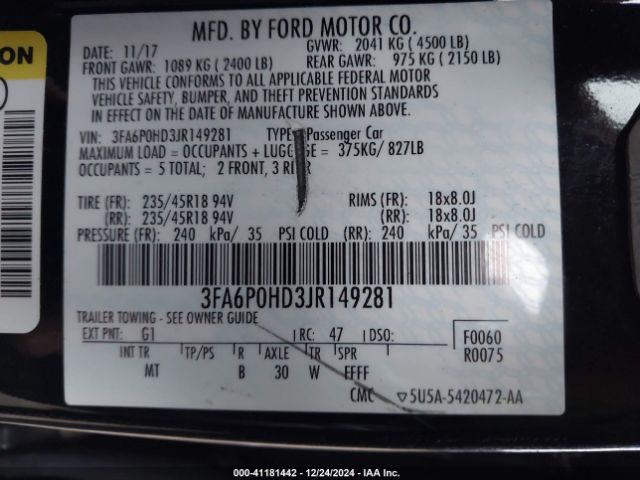 MFD. BY FORD MOTOR CO.
DATE: 11/17 GVWR: 2041 KG ( 4500 LB)
FRONT GAWR: 1089 KG ( 2400 LB) REAR GAWR: 975 KG ( 2150 LB)
THIS VEHICLE CONFORMS TO ALL APPLICABLE FEDERAL MOTOR
VEHICLE SAFETY, BUMPER, AND THEFT PREVENTION STANDARDS
IN EFFECT ON THE DATE OF MANUFACTURE SHOWN ABOVE.
VIN: 3FA6P0HD3JR149281 TYPE: Passenger Car
MAXIMUM LOAD = OCCUPANTS + LUGGAGE = 375KG/ 827LB
OCCUPANTS = 5 TOTAL; 2 FRONT, 3 REAR
TIRE (FR): 235/45R18 94V RIMS (FR): 18x8.0J
(RR): 235/45R18 94V (RR): 18x8.0J
PRESSURE (FR): 240 kPa/ 35 PSI COLD (RR): 240 kPa/ 35 PSI COLD
3FA6P0HD3JR149281
TRAILER TOWING - SEE OWNER GUIDE
EXT PNT: G1 RC: 47 DSO: F0060
R0075
INT TR TP/PS R AXLE TR SPR
MT B 30 W FFFF
CMC 5U5A-5420472-AA
ON
000-41181442 - 12/24/2024 - IAA Inc.